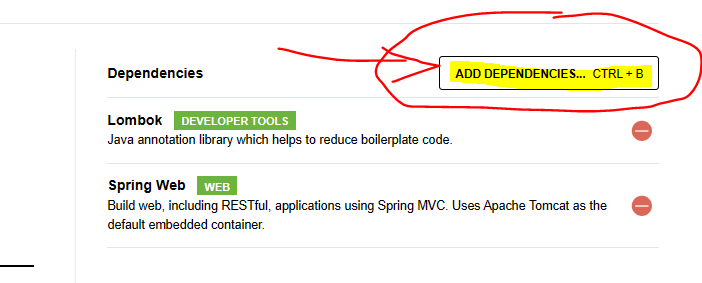 Dependencies
ADD DEPENDENCIES... CTRL + B
Lombok DEVELOPER TOOLS
Java annotation library which helps to reduce boilerplate code.
Spring Web WEB
Build web, including RESTful, applications using Spring MVC. Uses Apache Tomcat as the
default embedded container.